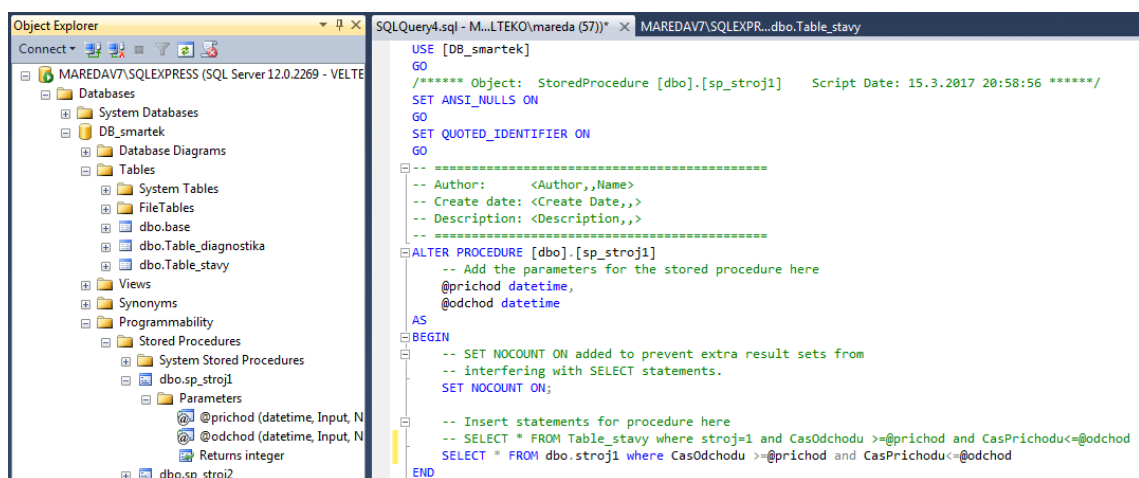 Object Explorer
Connect
MAREDAV7\SQLEXPRESS (SQL Server 12.0.2269 - VELTE
Databases
System Databases
DB_smartek
Database Diagrams
Tables
System Tables
FileTables
dbo.base
dbo.Table_diagnostika
dbo.Table_stavy
Views
Synonyms
Programmability
Stored Procedures
System Stored Procedures
dbo.sp_stroj1
Parameters
@prichod (datetime, Input, N
@odchod (datetime, Input, N
Returns integer
dbo.sp_stroj2
SQLQuery4.sql - M...LTEKO\mareda (57))* MAREDAV7\SQLEXPR...dbo.Table_stavy
USE [DB_smartek]
GO
/****** Object:  StoredProcedure [dbo].[sp_stroj1]    Script Date: 15.3.2017 20:58:56 ******/
SET ANSI_NULLS ON
GO
SET QUOTED_IDENTIFIER ON
GO
-- =============================================
-- Author:      <Author,,Name>
-- Create date: <Create Date,,>
-- Description: <Description,,>
-- =============================================
ALTER PROCEDURE [dbo].[sp_stroj1]
    -- Add the parameters for the stored procedure here
    @prichod datetime,
    @odchod datetime
AS
BEGIN
    -- SET NOCOUNT ON added to prevent extra result sets from
    -- interfering with SELECT statements.
    SET NOCOUNT ON;
    -- Insert statements for procedure here
    -- SELECT * FROM Table_stavy where stroj=1 and CasOdchodu >=@prichod and CasPrichodu<=@odchod
    SELECT * FROM dbo.stroj1 where CasOdchodu >=@prichod and CasPrichodu<=@odchod
END